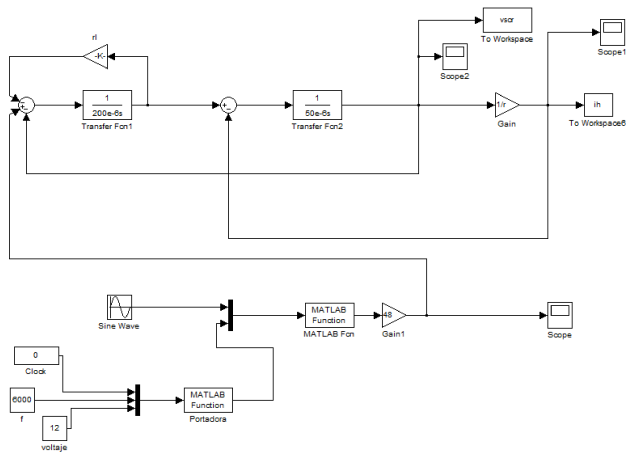 rl
-K-
vscr
To Workspace
Scope2
Scope1
1
200e-6s
Transfer Fcn1
1
50e-6s
Transfer Fcn2
1/r
Gain
ih
To Workspace6
Sine Wave
MATLAB
Function
MATLAB Fcn
48
Gain1
Scope
0
Clock
6000
f
12
voltaje
MATLAB
Function
Portadora